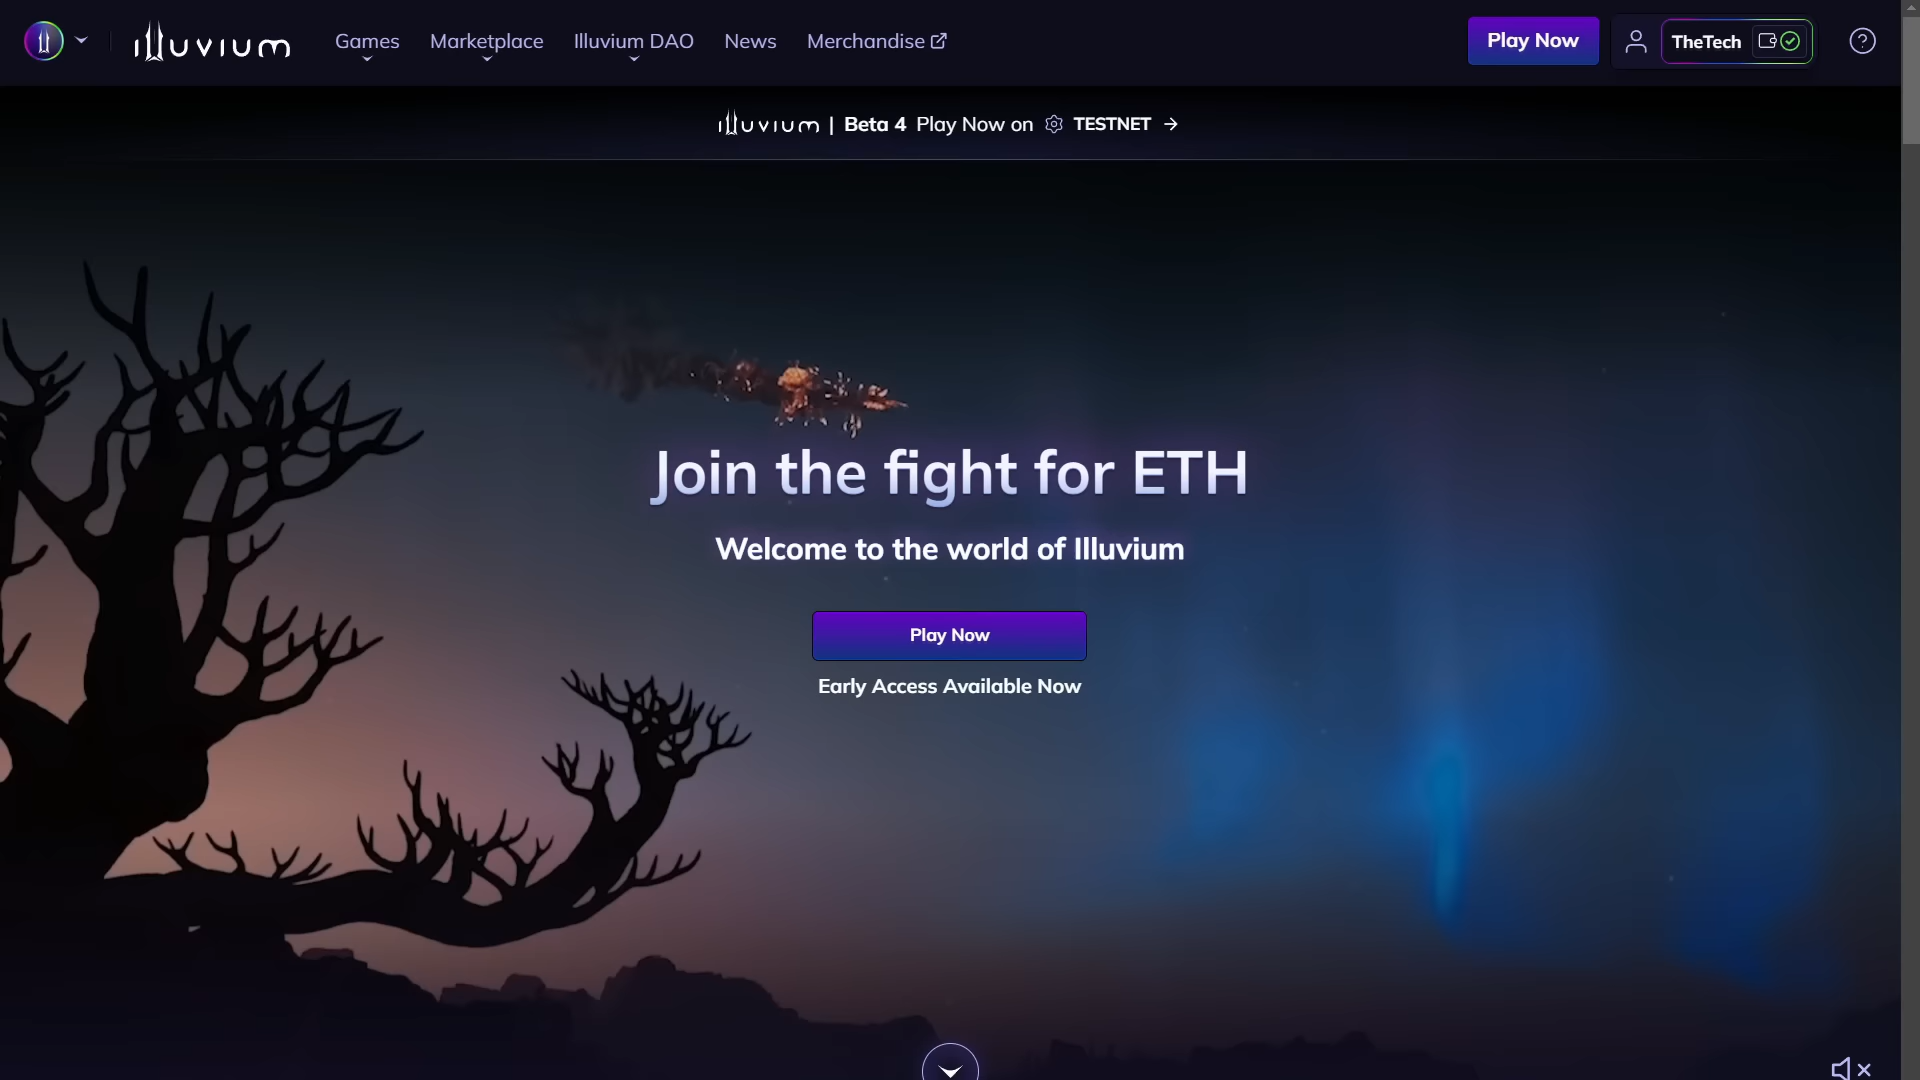 illuvium Games Marketplace Illuvium DAO News Merchandise Play Now TheTech ?
illuvium | Beta 4 Play Now on TESTNET →
Join the fight for ETH
Welcome to the world of Illuvium
Play Now
Early Access Available Now